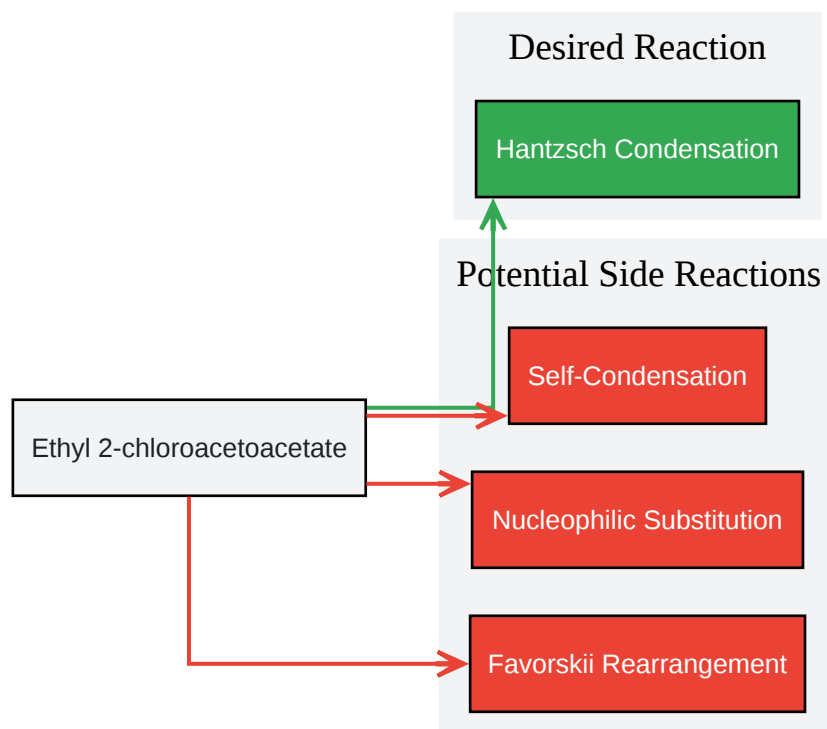 Desired Reaction
Hantzsch Condensation
Potential Side Reactions
Self-Condensation
Ethyl 2-chloroacetoacetate
Nucleophilic Substitution
Favorskii Rearrangement